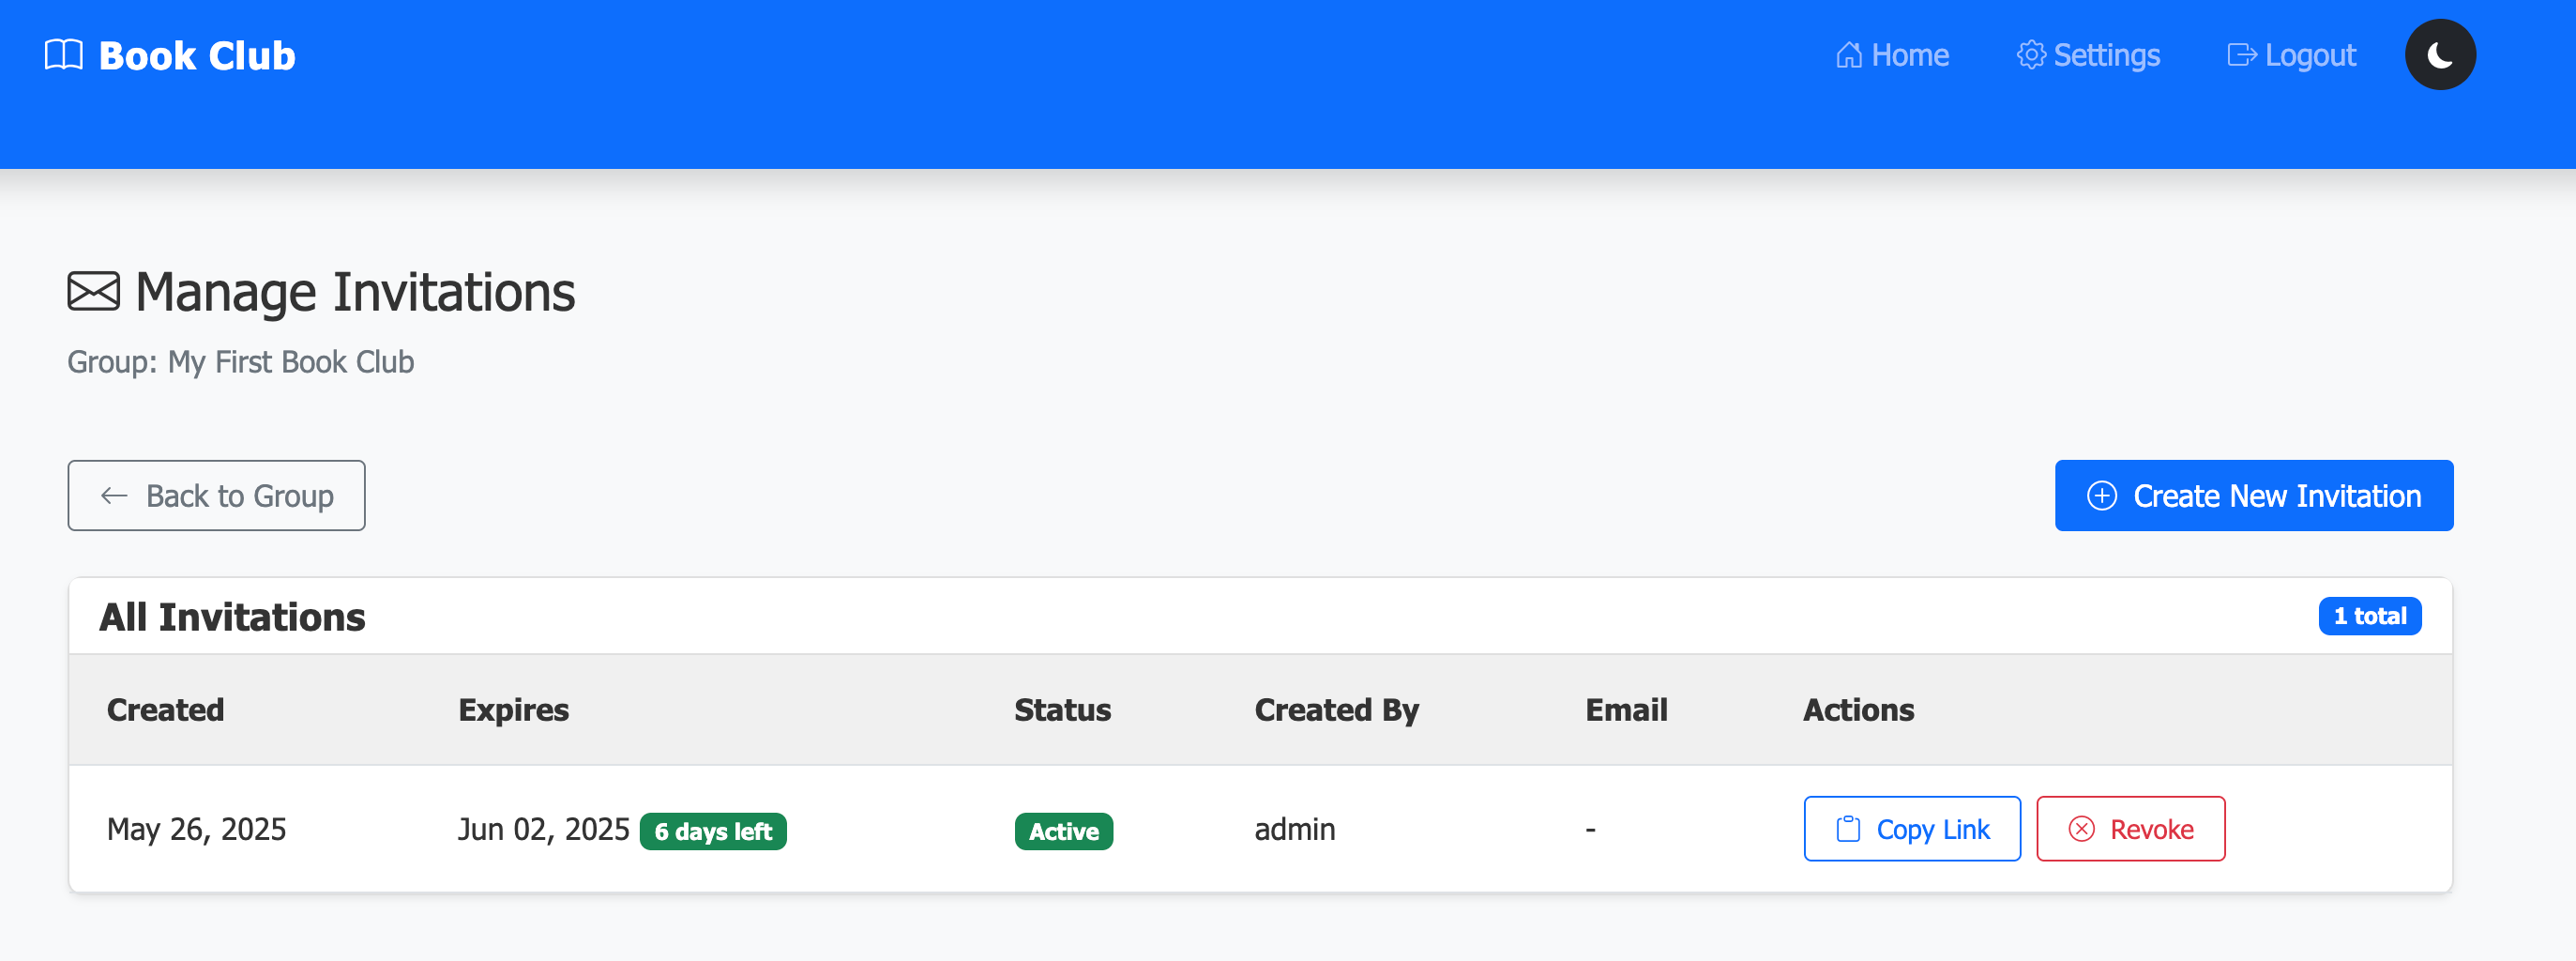 Book Club
Home Settings Logout
Manage Invitations
Group: My First Book Club
Back to Group
Create New Invitation
All Invitations
1 total
Created Expires Status Created By Email Actions
May 26, 2025 Jun 02, 2025 6 days left Active admin - Copy Link Revoke